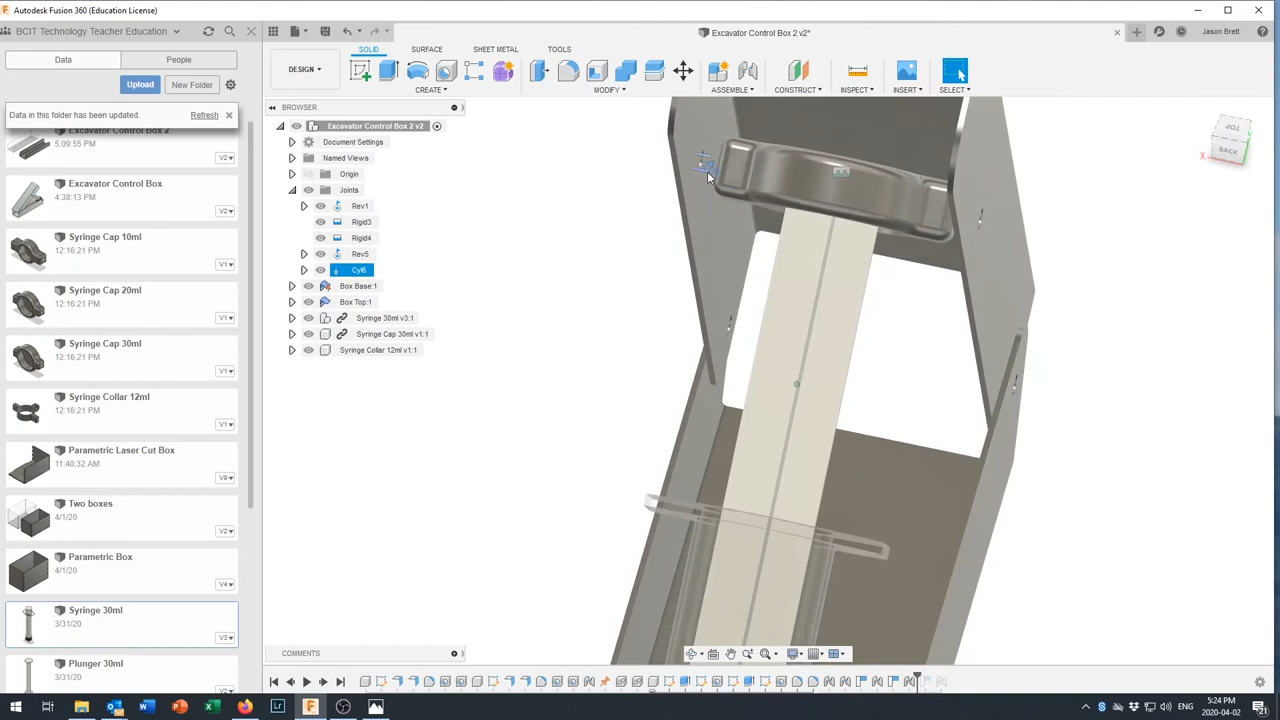 Autodesk Fusion 360 (Education License)
BCIT Technology Teacher Education
Excavator Control Box 2 v2*
Jason Brett
Data
People
Upload
New Folder
Data in this folder has been updated.
Refresh
Excavator Control Box 2
5:09:55 PM
V2
Excavator Control Box
4:38:13 PM
V2
Syringe Cap 10ml
12:16:21 PM
V1
Syringe Cap 20ml
12:16:21 PM
V1
Syringe Cap 30ml
12:16:21 PM
V1
Syringe Collar 12ml
12:16:21 PM
V1
Parametric Laser Cut Box
11:40:32 AM
V9
Two boxes
4/1/20
V2
Parametric Box
4/1/20
V4
Syringe 30ml
3/31/20
V3
Plunger 30ml
SOLID
SURFACE
SHEET METAL
TOOLS
DESIGN
CREATE
MODIFY
ASSEMBLE
CONSTRUCT
INSPECT
INSERT
SELECT
BROWSER
Excavator Control Box 2 v2
Document Settings
Named Views
Origin
Joints
Rev1
Rigid3
Rigid4
Rev5
Cyl6
Box Base:1
Box Top:1
Syringe 30ml v3:1
Syringe Cap 30ml v1:1
Syringe Collar 12ml v1:1
TOP
BACK
X
COMMENTS
ENG
5:24 PM
2020-04-02